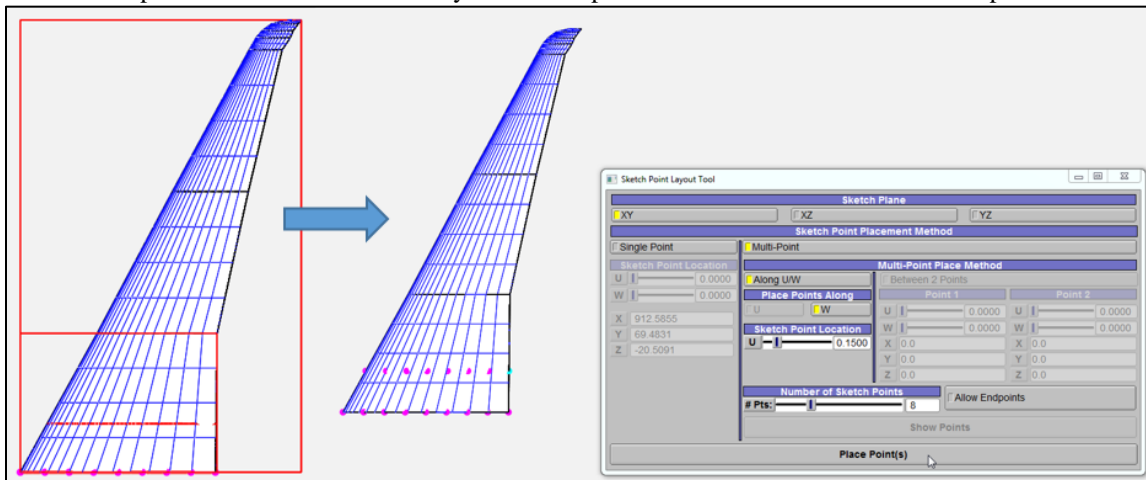 Sketch Point Layout Tool
Sketch Plane
XY XZ YZ
Sketch Point Placement Method
Single Point Multi-Point
Sketch Point Location Multi-Point Place Method
U 0.0000 Along U/W Between 2 Points
W 0.0000 Place Points Along Point 1 Point 2
U W U 0.0000 U 0.0000
X 912.5855 Sketch Point Location W 0.0000 W 0.0000
Y 69.4831 U 0.1500 X 0.0 X 0.0
Z -20.5091 Y 0.0 Y 0.0
Z 0.0 Z 0.0
Number of Sketch Points
# Pts: 8 Allow Endpoints
Show Points
Place Point(s)